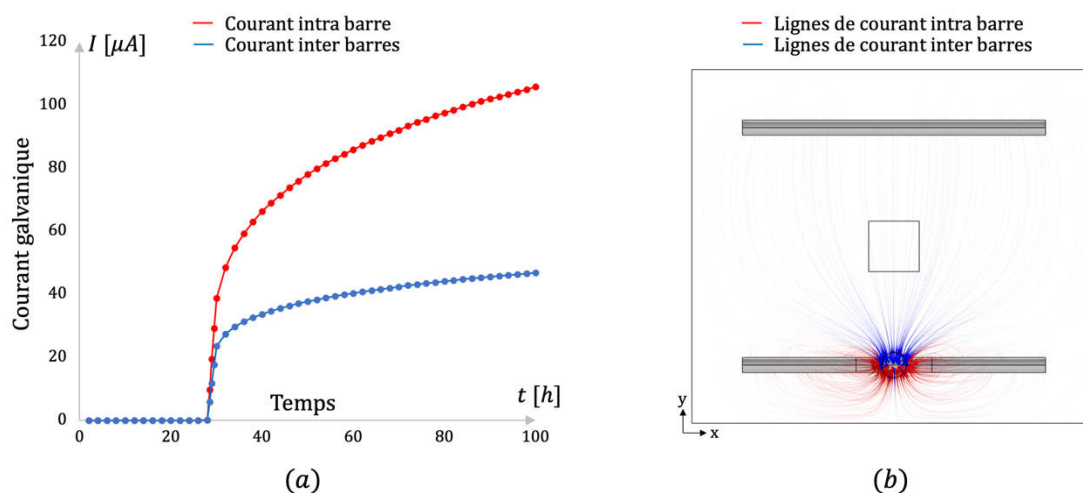 Courant intra barre
Courant inter barres
I [µA]
120
100
80
60
40
20
0
Courant galvanique
0 20 40 60 80 100
Temps
t [h]
(a)
Lignes de courant intra barre
Lignes de courant inter barres
y
x
(b)